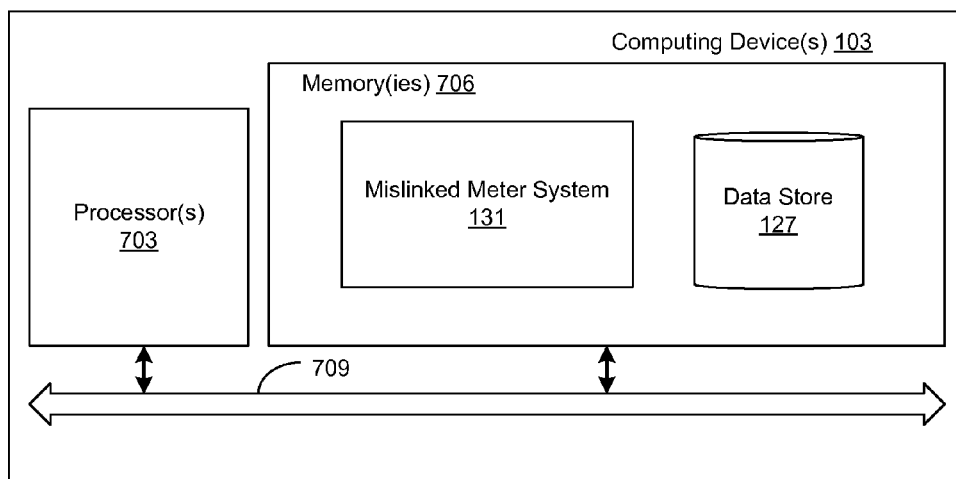 Computing Device(s) 103
Memory(ies) 706
Processor(s)
703
Mislinked Meter System
131
Data Store
127
709